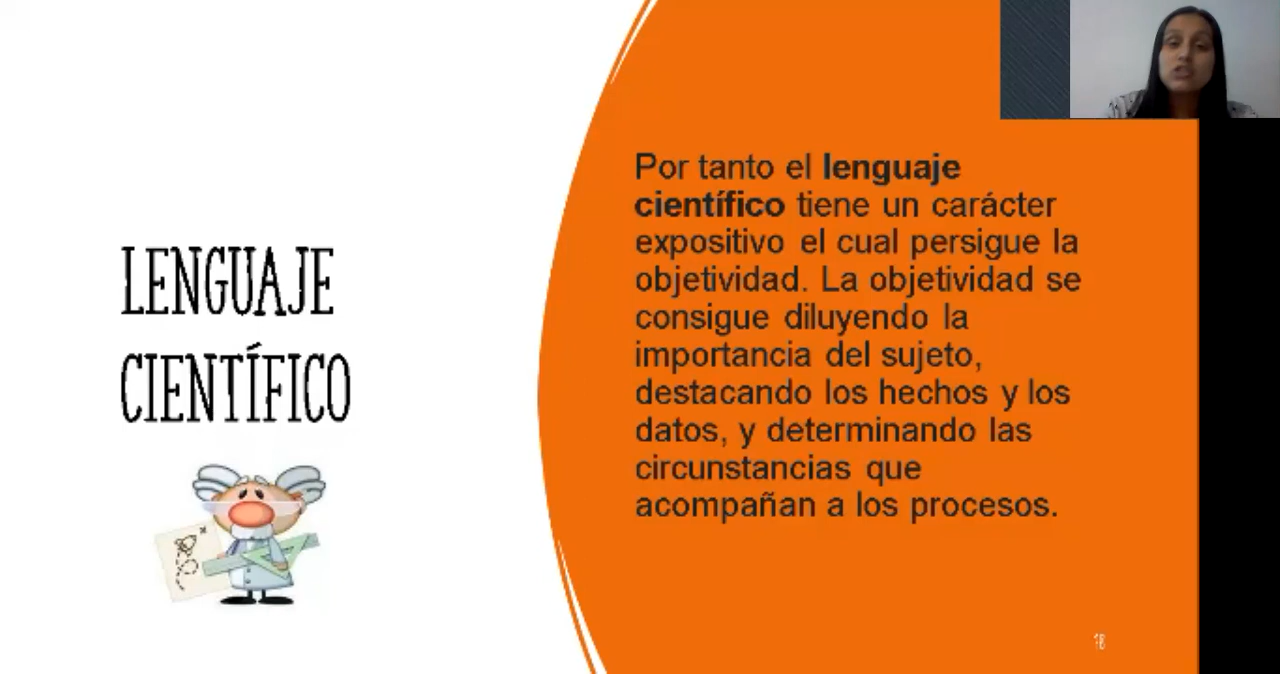 LENGUAJE
CIENTÍFICO
Por tanto el lenguaje
científico tiene un carácter
expositivo el cual persigue la
objetividad. La objetividad se
consigue diluyendo la
importancia del sujeto,
destacando los hechos y los
datos, y determinando las
circunstancias que
acompañan a los procesos.
18